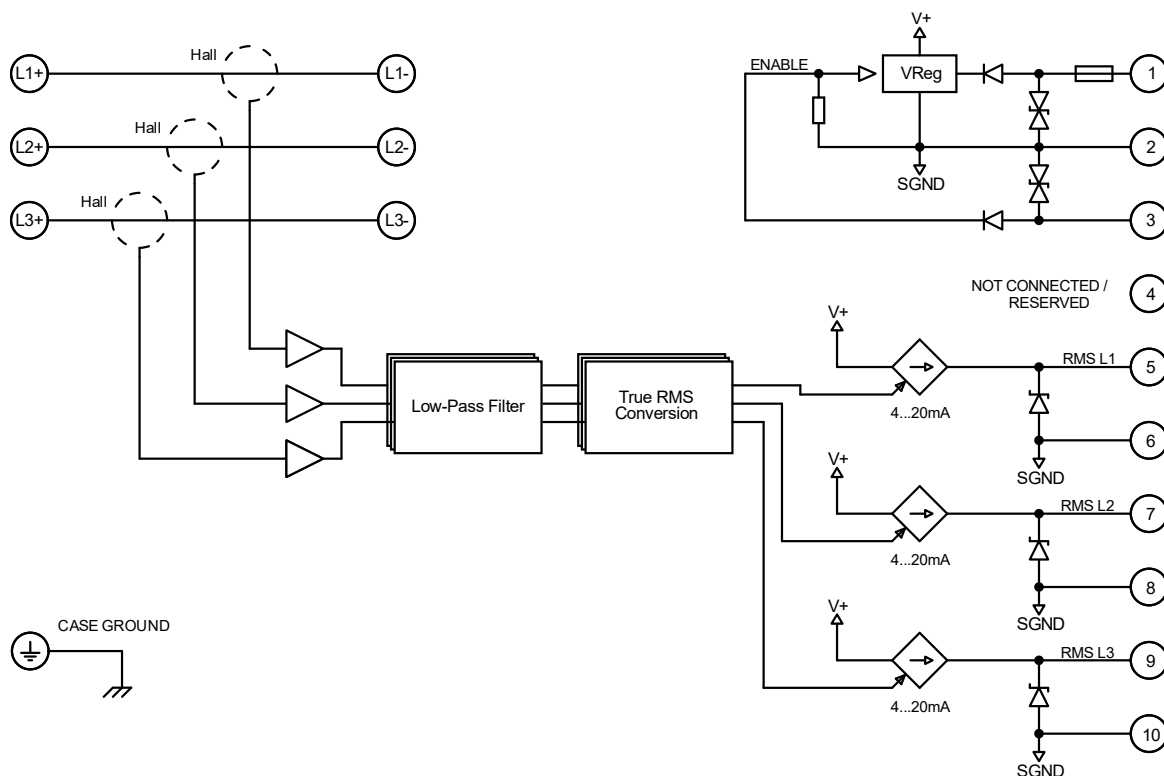 V+
Hall
L1+
L1-
ENABLE
VReg
1
Hall
L2+
L2-
2
SGND
Hall
L3+
L3-
3
NOT CONNECTED /
RESERVED
4
V+
RMS L1
5
Low-Pass Filter
True RMS
Conversion
4...20mA
6
SGND
V+
RMS L2
7
4...20mA
8
SGND
CASE GROUND
V+
RMS L3
9
4...20mA
10
SGND